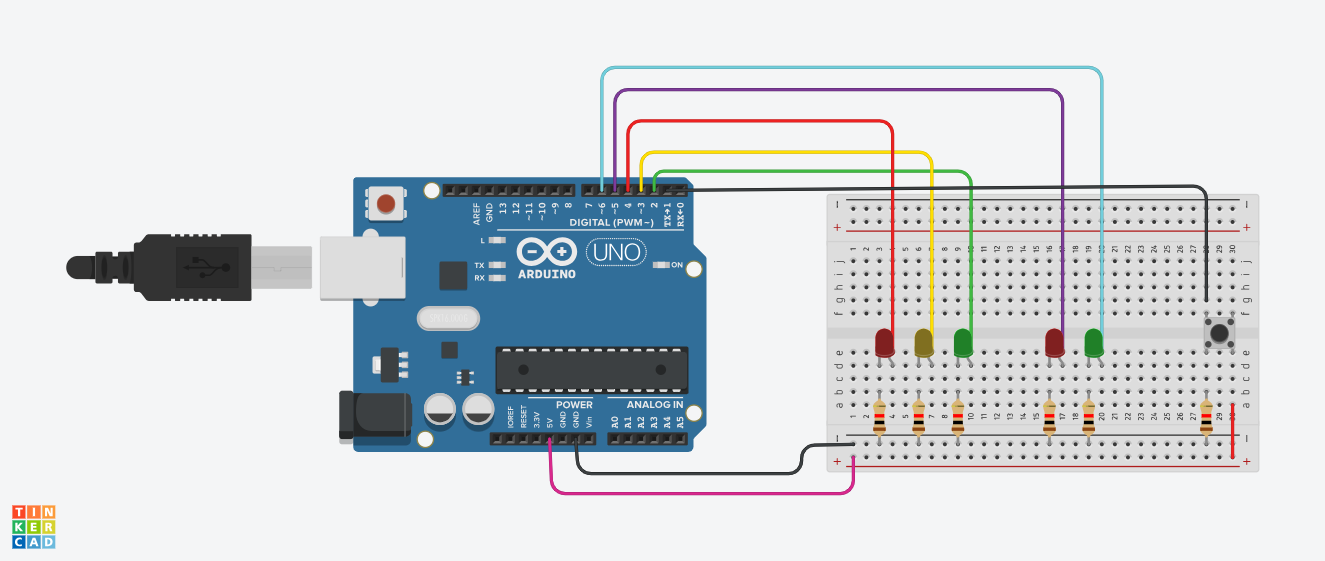 AREF
GND
13
12
~11
~10
~9
8
7
~6
~5
4
~3
2
TX→1
RX←0
DIGITAL (PWM~)
L
TX
RX
UNO
ARDUINO
ON
POWER
ANALOG IN
IOREF
RESET
3.3V
5V
GND
GND
Vin
A0
A1
A2
A3
A4
A5
1 2 3 4 5 6 7 8 9 10 11 12 13 14 15 16 17 18 19 20 21 22 23 24 25 26 27 28 29 30
j
i
h
g
f
e
d
c
b
a
TIN
KER
CAD